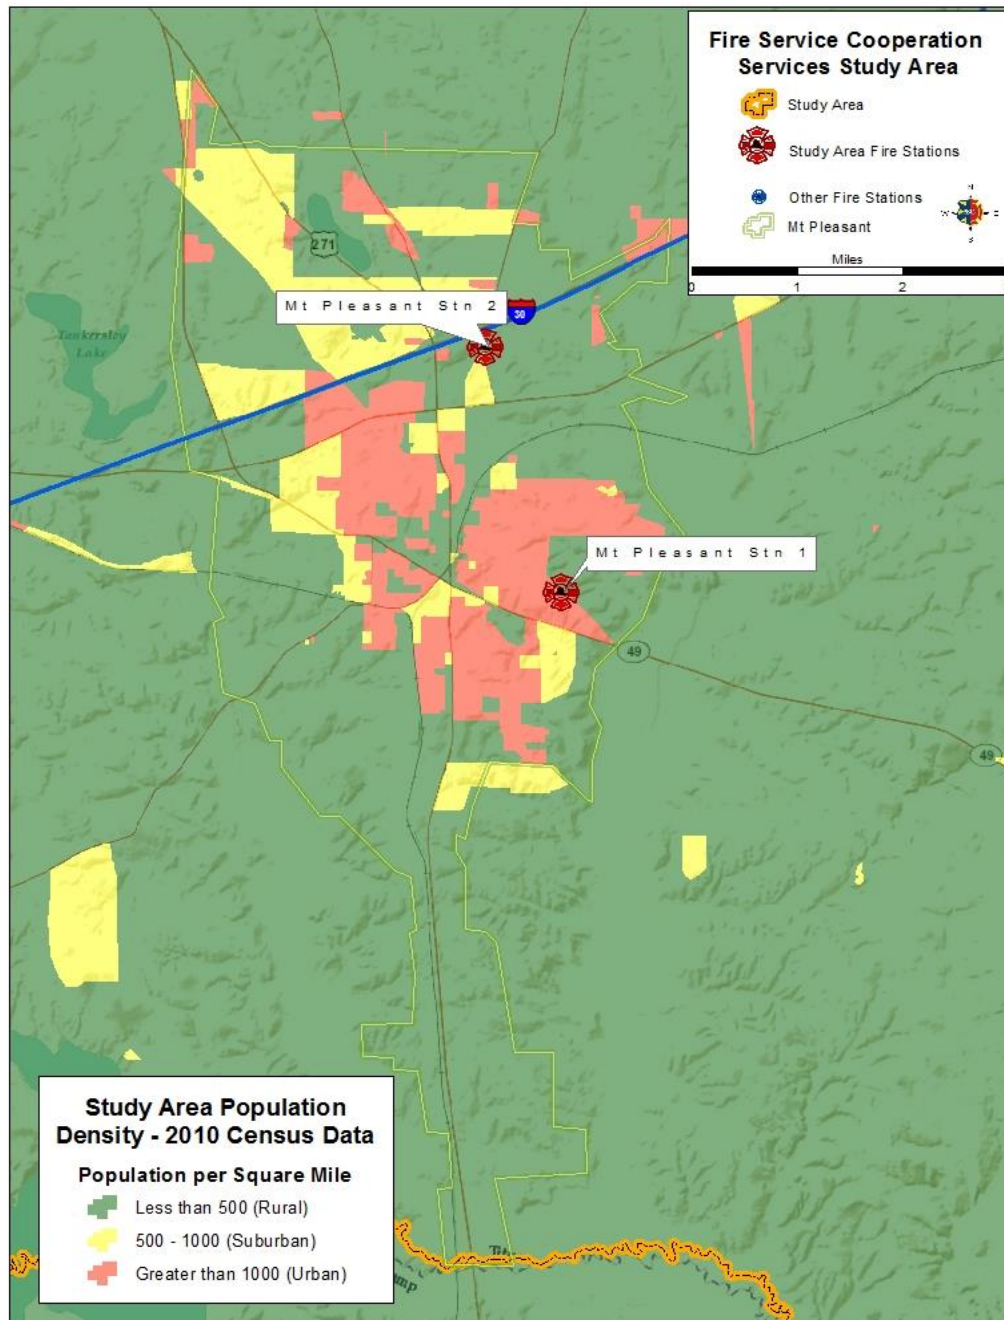 Fire Service Cooperation
Services Study Area
Study Area
Study Area Fire Stations
Other Fire Stations
Mt Pleasant
N
W
E
S
Miles
0 1 2
271
Mt Pleasant Stn 2
30
Tankersley
Lake
Mt Pleasant Stn 1
49
49
Study Area Population
Density - 2010 Census Data
Population per Square Mile
Less than 500 (Rural)
500 - 1000 (Suburban)
Greater than 1000 (Urban)